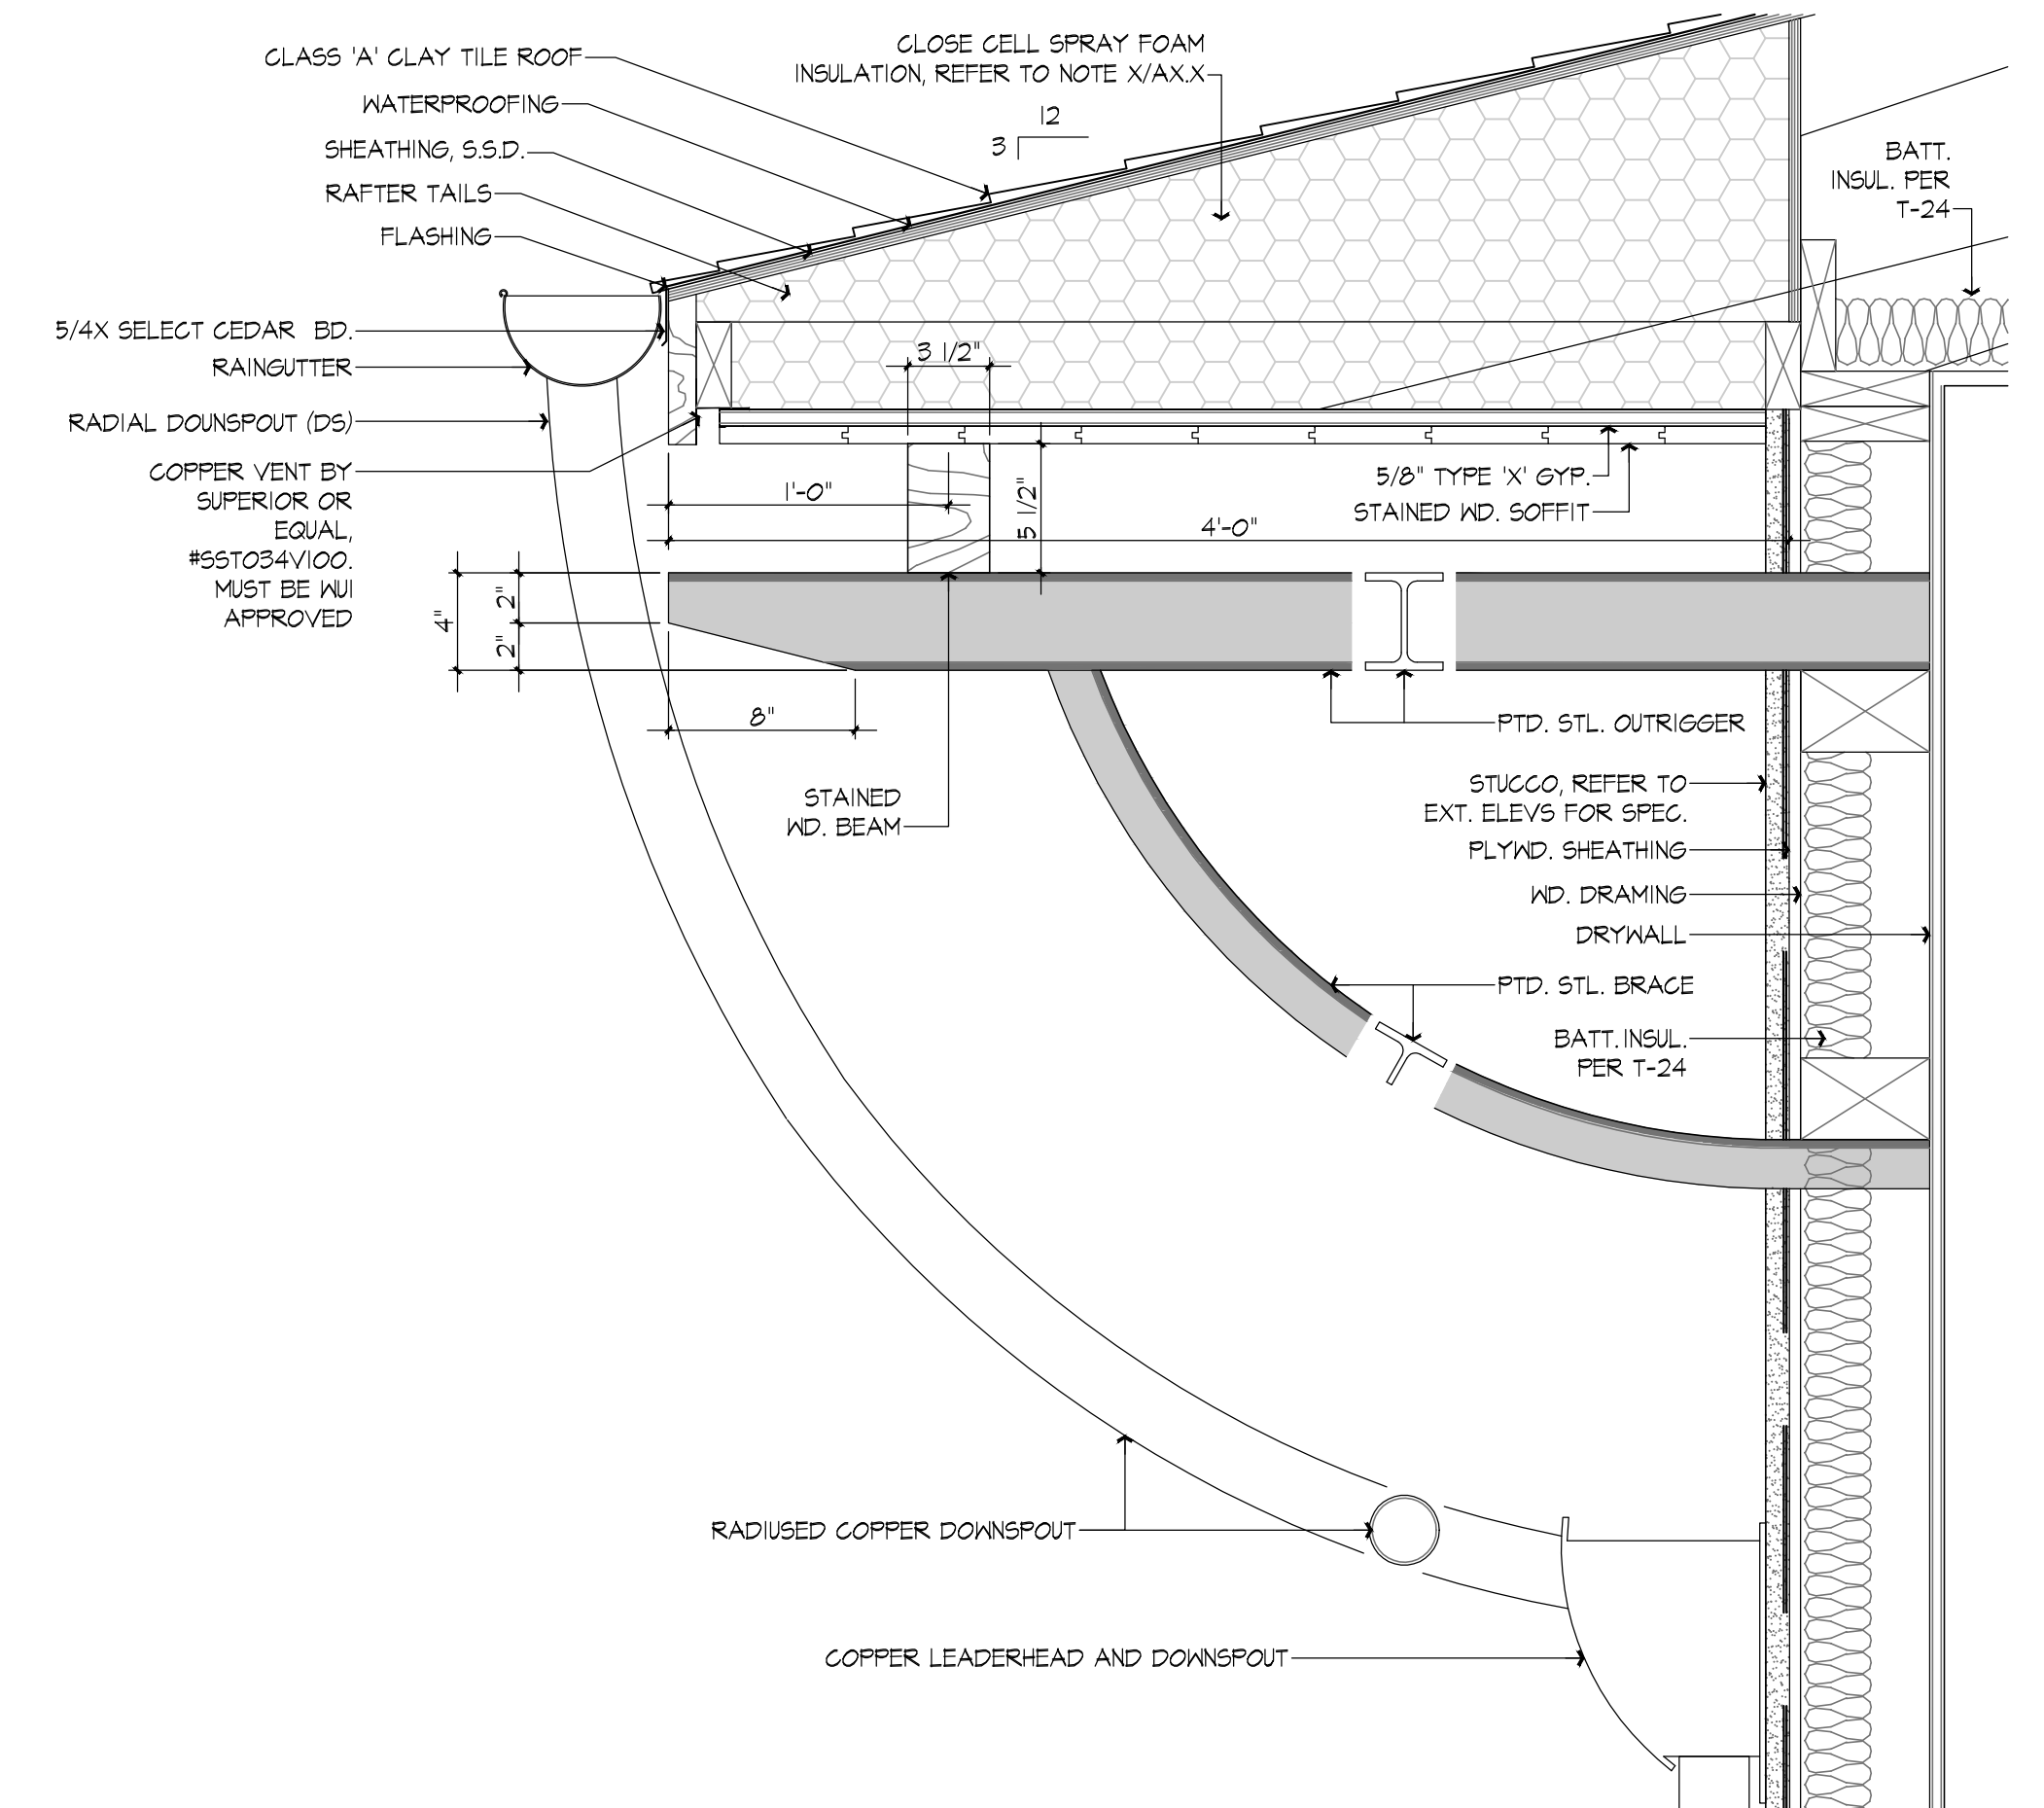 CLASS 'A' CLAY TILE ROOF
WATERPROOFING
SHEATHING, S.S.D.
RAFTER TAILS
FLASHING
CLOSE CELL SPRAY FOAM
INSULATION, REFER TO NOTE X/AX.X
12
3
BATT.
INSUL. PER
T-24
5/4X SELECT CEDAR BD.
RAINGUTTER
RADIAL DOUNSPOUT (DS)
COPPER VENT BY
SUPERIOR OR
EQUAL,
#SST034V100.
MUST BE WUI
APPROVED
3 1/2"
1'-0"
5 1/2"
4'-0"
5/8" TYPE 'X' GYP.
STAINED WD. SOFFIT
4"
2"
2"
8"
STAINED
WD. BEAM
PTD. STL. OUTRIGGER
STUCCO, REFER TO
EXT. ELEVS FOR SPEC.
PLYWD. SHEATHING
WD. DRAMING
DRYWALL
PTD. STL. BRACE
BATT. INSUL.
PER T-24
RADIUSED COPPER DOWNSPOUT
COPPER LEADERHEAD AND DOWNSPOUT